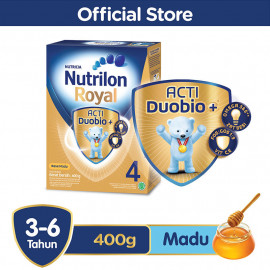 Official Store
NUTRICIA
Nutrilon
Royal
ACTI
Duobio +
4
ACTI
Duobio +
3-6
Tahun
400g
Madu